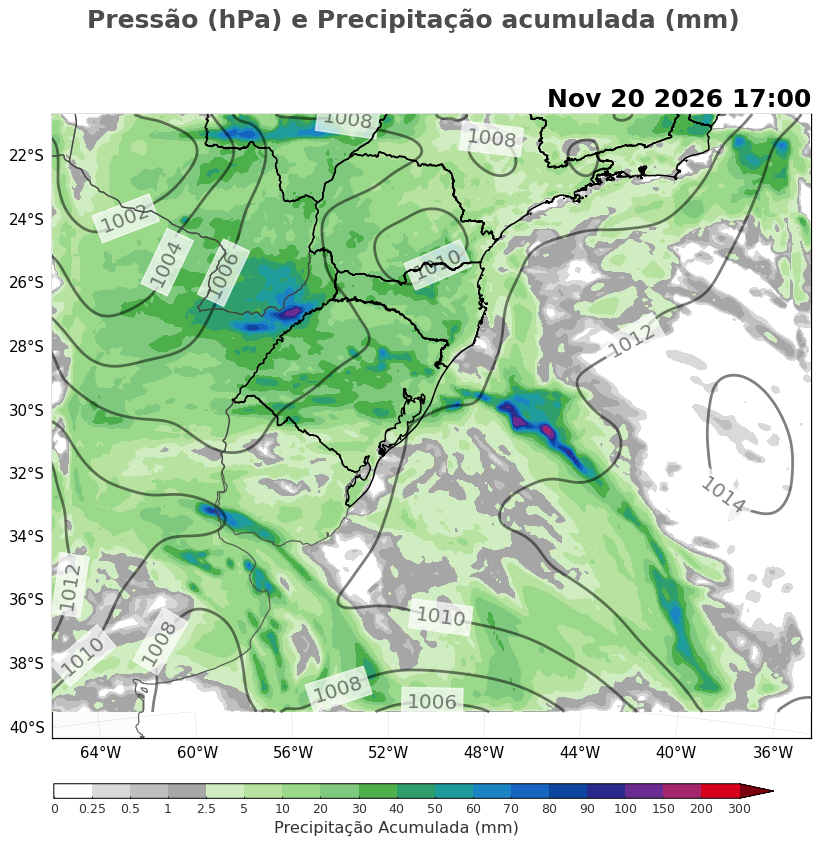 Pressão (hPa) e Precipitação acumulada (mm)
Nov 20 2026 17:00
1008
1008
22°S
1002
24°S
1004
1006
1010
26°S
1012
28°S
30°S
32°S
1014
34°S
1012
36°S
1010
1008
1010
38°S
1008
1006
40°S
64°W 60°W 56°W 52°W 48°W 44°W 40°W 36°W
0 0.25 0.5 1 2.5 5 10 20 30 40 50 60 70 80 90 100 150 200 300
Precipitação Acumulada (mm)